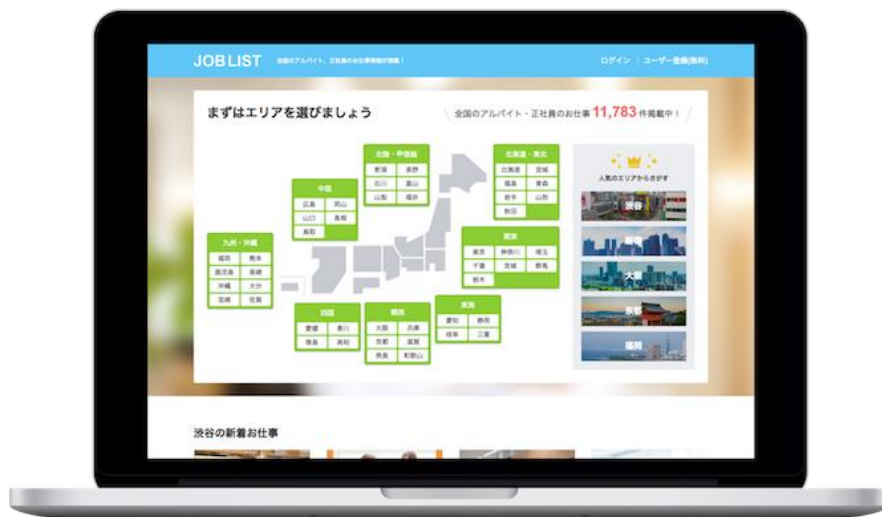 JOB LIST
全国のアルバイト、正社員のお仕事情報が満載！
ログイン
ユーザー登録(無料)
まずはエリアを選びましょう
全国のアルバイト・正社員のお仕事 11,783 件掲載中！
北陸・甲信越
新潟 長野
石川 富山
山梨 福井
北海道・東北
北海道 宮城
福島 青森
岩手 山形
秋田
人気のエリアからさがす
渋谷
新宿
大阪
京都
福岡
中国
広島 岡山
山口 島根
鳥取
関東
東京 神奈川 埼玉
千葉 茨城 群馬
栃木
九州・沖縄
福岡 熊本
鹿児島 長崎
沖縄 大分
宮崎 佐賀
四国
愛媛 香川
徳島 高知
関西
大阪 兵庫
京都 滋賀
奈良 和歌山
東海
愛知 静岡
岐阜 三重
渋谷の新着お仕事